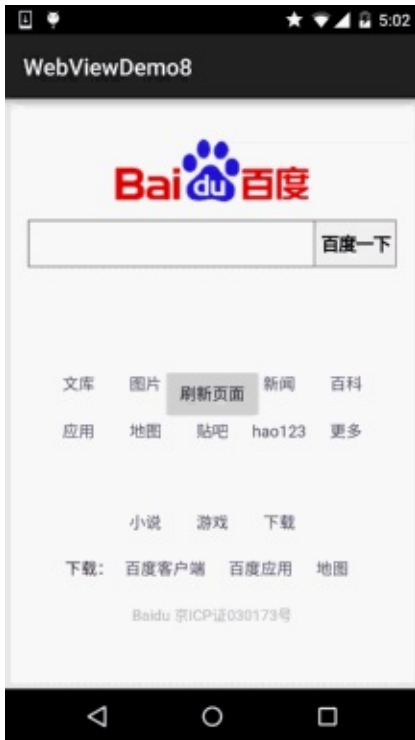 5:02
WebViewDemo8
Bai du 百度
百度一下
文库 图片 刷新页面 新闻 百科
应用 地图 贴吧 hao123 更多
小说 游戏 下载
下载: 百度客户端 百度应用 地图
Baidu 京ICP证030173号